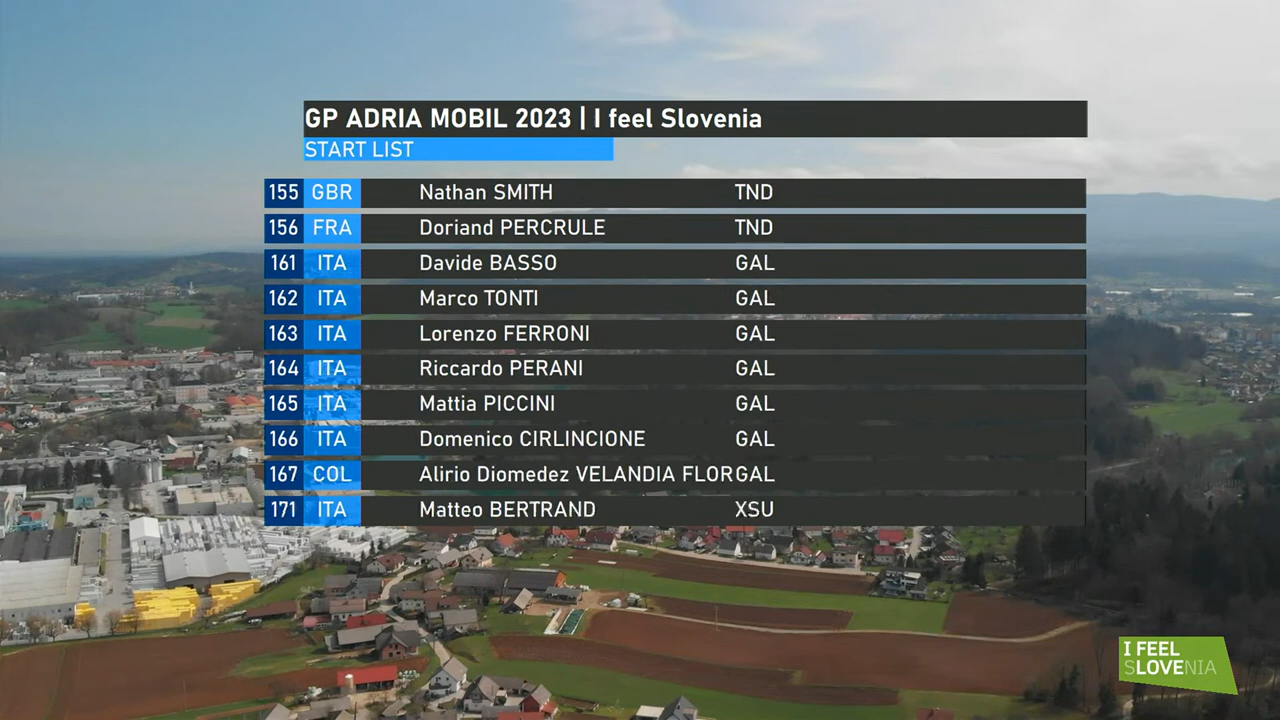 GP ADRIA MOBIL 2023 | I feel Slovenia
START LIST
155 GBR Nathan SMITH TND
156 FRA Doriand PERCRULE TND
161 ITA Davide BASSO GAL
162 ITA Marco TONTI GAL
163 ITA Lorenzo FERRONI GAL
164 ITA Riccardo PERANI GAL
165 ITA Mattia PICCINI GAL
166 ITA Domenico CIRLINCIONE GAL
167 COL Alirio Diomedez VELANDIA FLOR GAL
171 ITA Matteo BERTRAND XSU
I FEEL
SLOVENIA